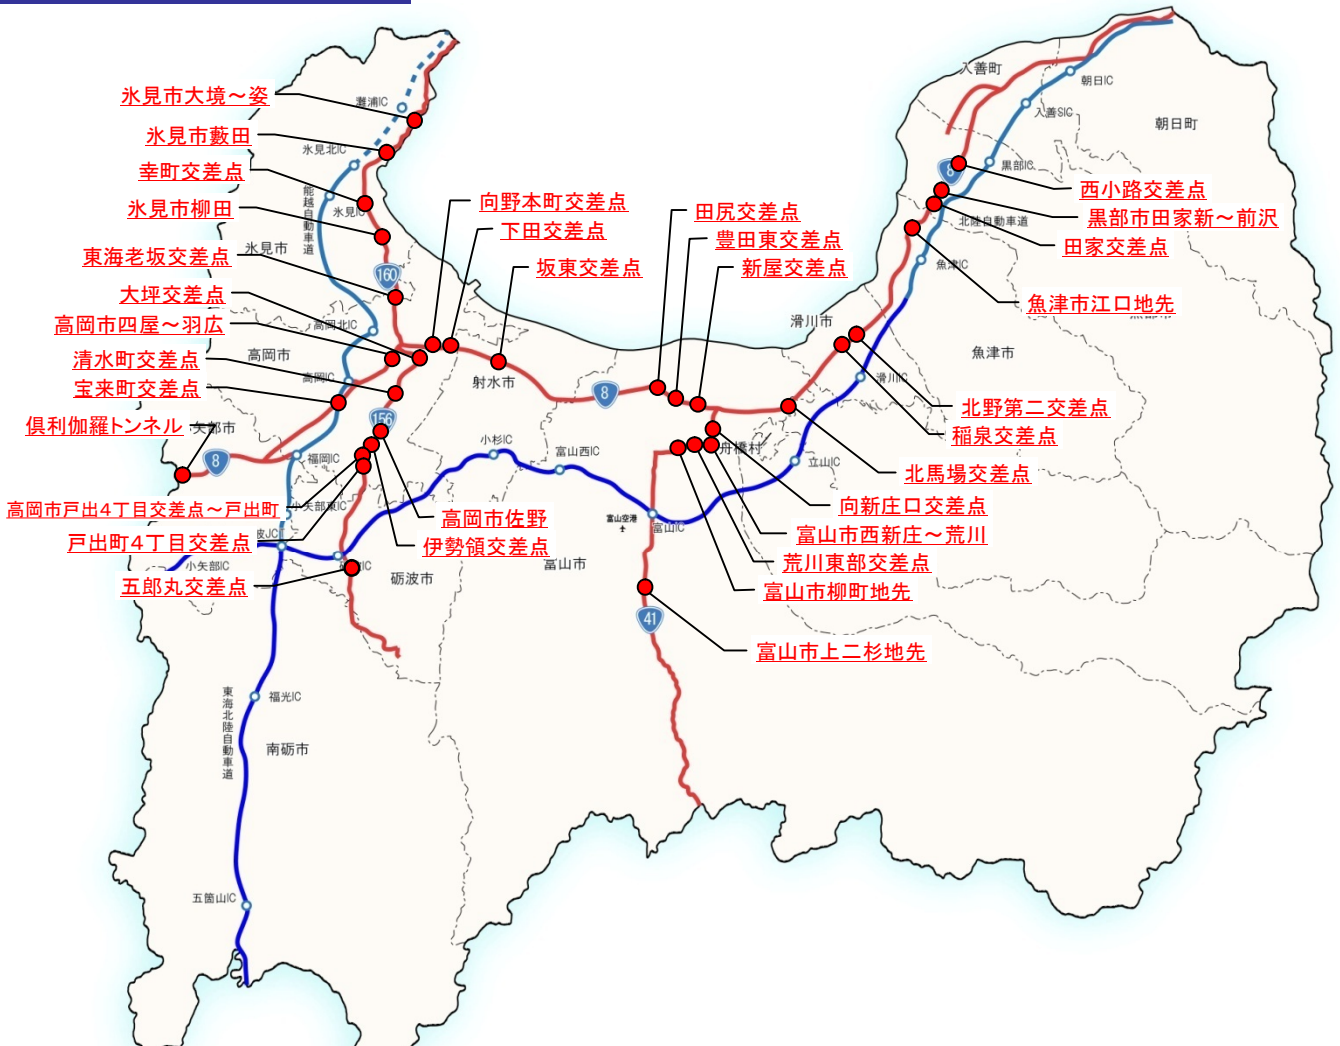 入善町
朝日IC
入善SIC
朝日町
氷見市大境～姿
灘浦IC
氷見市藪田
氷見北IC
幸町交差点
黒部IC
8
西小路交差点
能越自動車道
氷見IC
氷見市柳田
向野本町交差点
田尻交差点
黒部市田家新～前沢
北陸自動車道
下田交差点
豊田東交差点
田家交差点
氷見市
東海老坂交差点
160
坂東交差点
新屋交差点
魚津IC
大坪交差点
魚津市江口地先
高岡市四屋～羽広
高岡北IC
滑川市
清水町交差点
高岡市
魚津市
宝来町交差点
高岡IC
射水市
8
滑川IC
北野第二交差点
倶利伽羅トンネル
矢部市
156
稲泉交差点
小杉IC
富山西IC
舟橋村
8
福岡IC
立山IC
北馬場交差点
高岡市戸出4丁目交差点～戸出町
小矢部東IC
高岡市佐野
富山空港
富山IC
向新庄口交差点
戸出町4丁目交差点
波JCT
伊勢領交差点
富山市西新庄～荒川
小矢部IC
富山市
荒川東部交差点
五郎丸交差点
砺波市
富山市柳町地先
41
富山市上二杉地先
東海北陸自動車道
福光IC
南砺市
五箇山IC